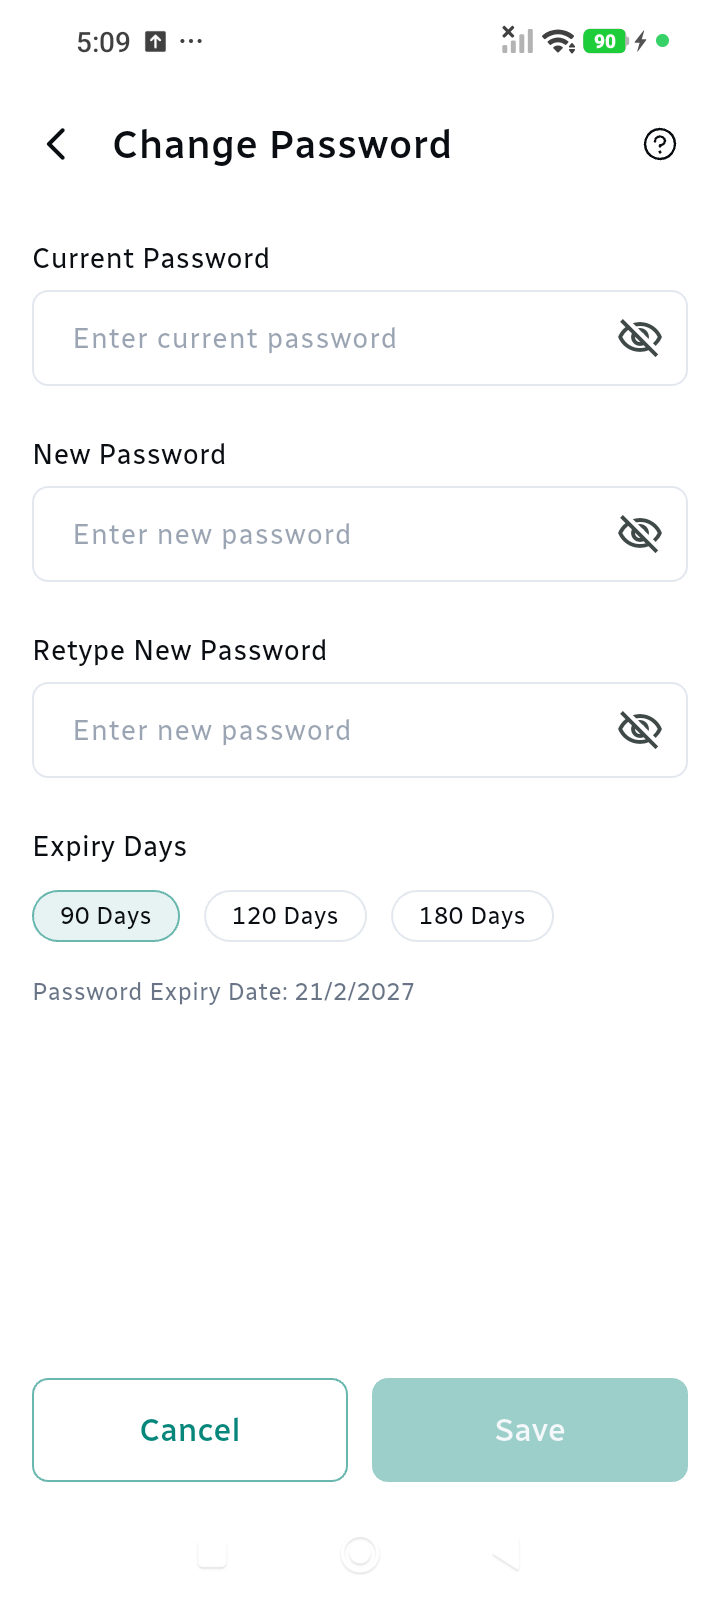 5:09
90
Change Password
Current Password
Enter current password
New Password
Enter new password
Retype New Password
Enter new password
Expiry Days
90 Days 120 Days 180 Days
Password Expiry Date: 21/2/2027
Cancel Save